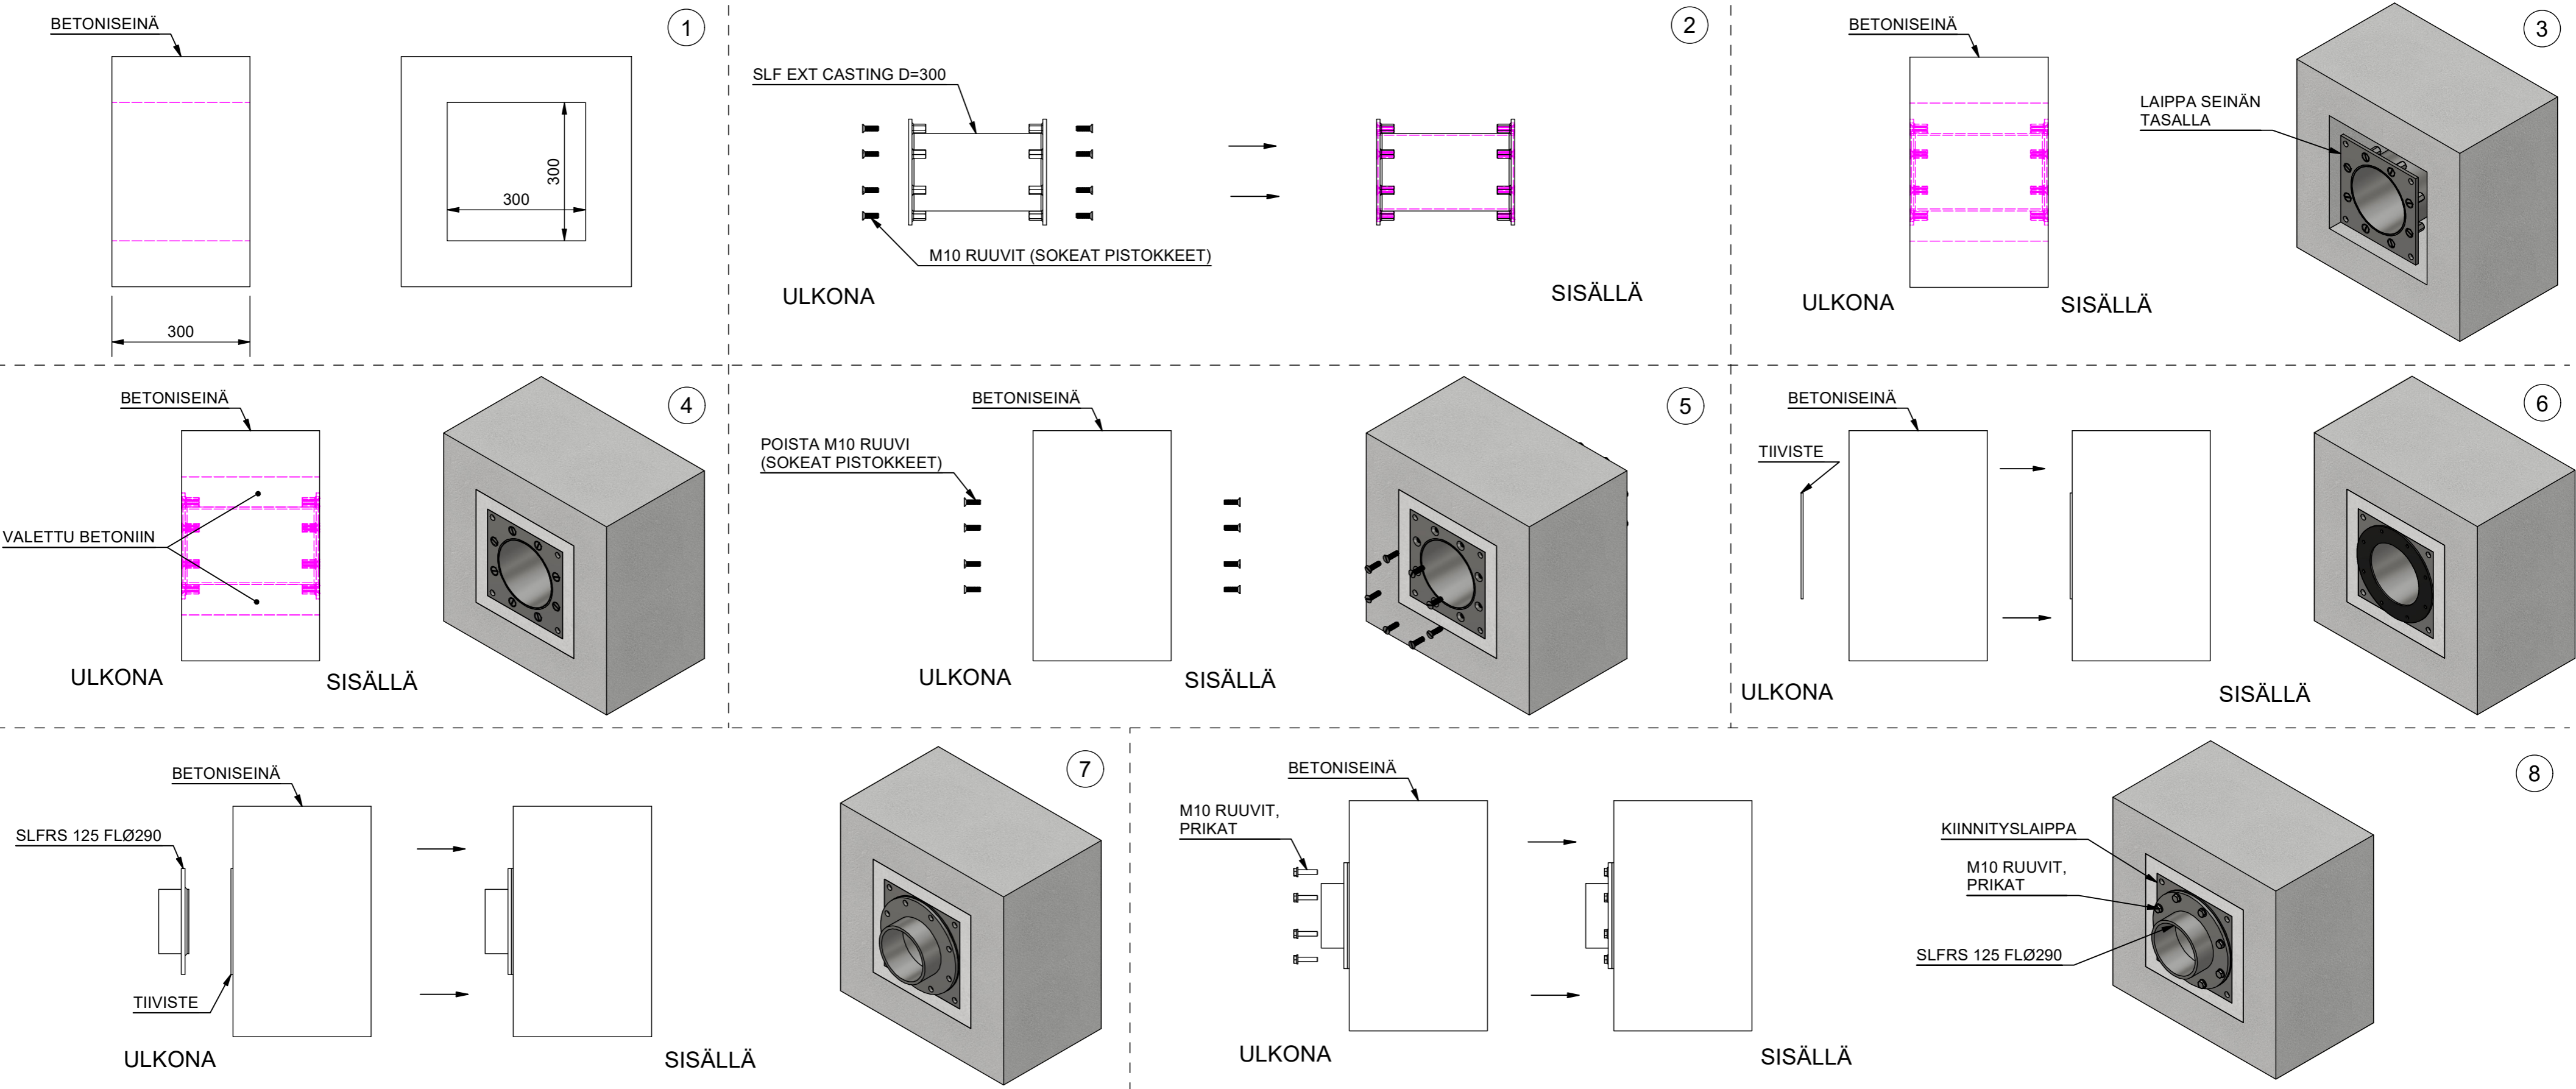 BETONISEINÄ
1
300
300
300
2
SLF EXT CASTING D=300
M10 RUUVIT (SOKEAT PISTOKKEET)
ULKONA
SISÄLLÄ
BETONISEINÄ
3
LAIPPA SEINÄN
TASALLA
ULKONA
SISÄLLÄ
BETONISEINÄ
4
VALETTU BETONIIN
ULKONA
SISÄLLÄ
BETONISEINÄ
5
POISTA M10 RUUVI
(SOKEAT PISTOKKEET)
ULKONA
SISÄLLÄ
BETONISEINÄ
6
TIIVISTE
ULKONA
SISÄLLÄ
BETONISEINÄ
7
SLFRS 125 FLØ290
TIIVISTE
ULKONA
SISÄLLÄ
BETONISEINÄ
8
M10 RUUVIT,
PRIKAT
KIINNITYSLAIPPA
M10 RUUVIT,
PRIKAT
SLFRS 125 FLØ290
ULKONA
SISÄLLÄ